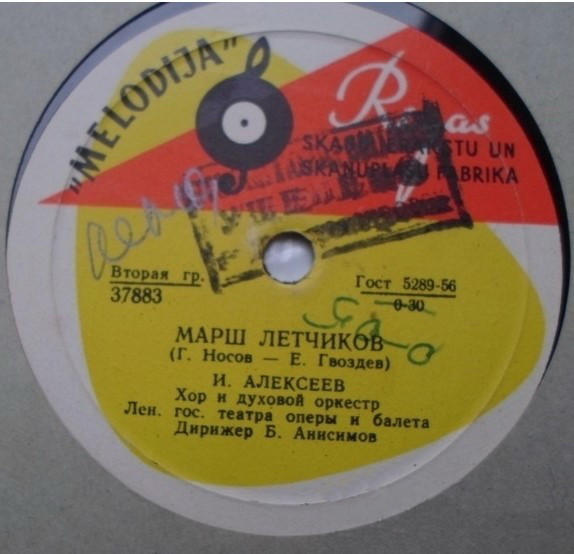 „MELODIJA"
Rīgas
SKAŅU IERAKSTU UN
SKAŅUPLAŠU FABRIKA
Вторая гр.
37883
Гост 5289-56
0-30
МАРШ ЛЕТЧИКОВ
(Г. Носов — Е. Гвоздев)
И. АЛЕКСЕЕВ
Хор и духовой оркестр
Лен. гос. театра оперы и балета
Дирижер Б. Анисимов